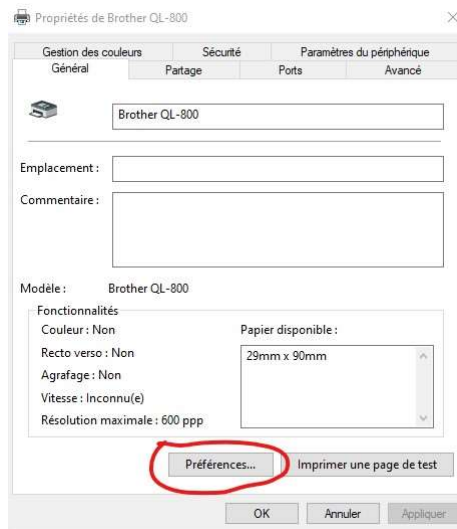 Propriétés de Brother QL-800
Gestion des couleurs Sécurité Paramètres du périphérique
Général Partage Ports Avancé
Brother QL-800
Emplacement :
Commentaire :
Modèle : Brother QL-800
Fonctionnalités
Couleur : Non Papier disponible :
Recto verso : Non 29mm x 90mm
Agrafage : Non
Vitesse : Inconnu(e)
Résolution maximale : 600 ppp
Préférences... Imprimer une page de test
OK Annuler Appliquer